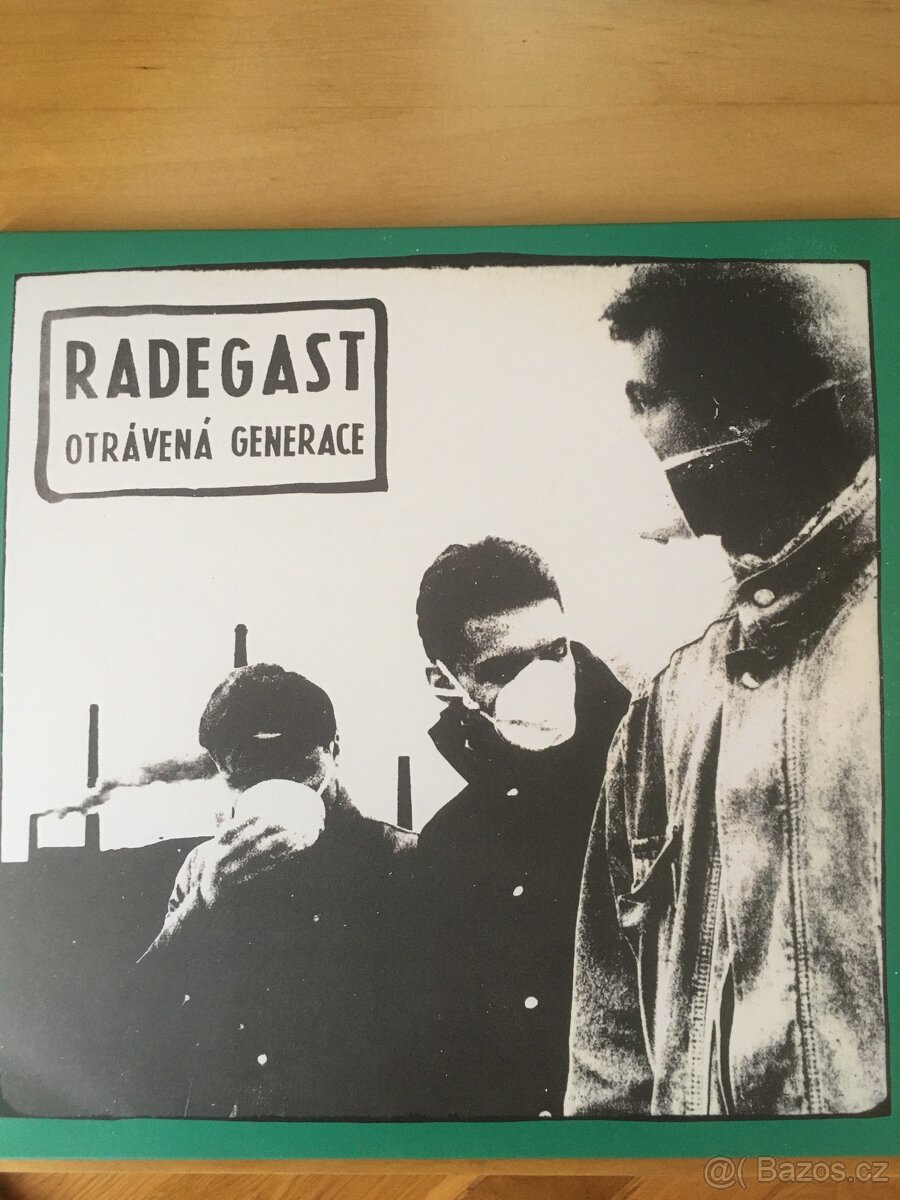 RADEGAST
OTRÁVENÁ GENERACE
@( Bazos.cz